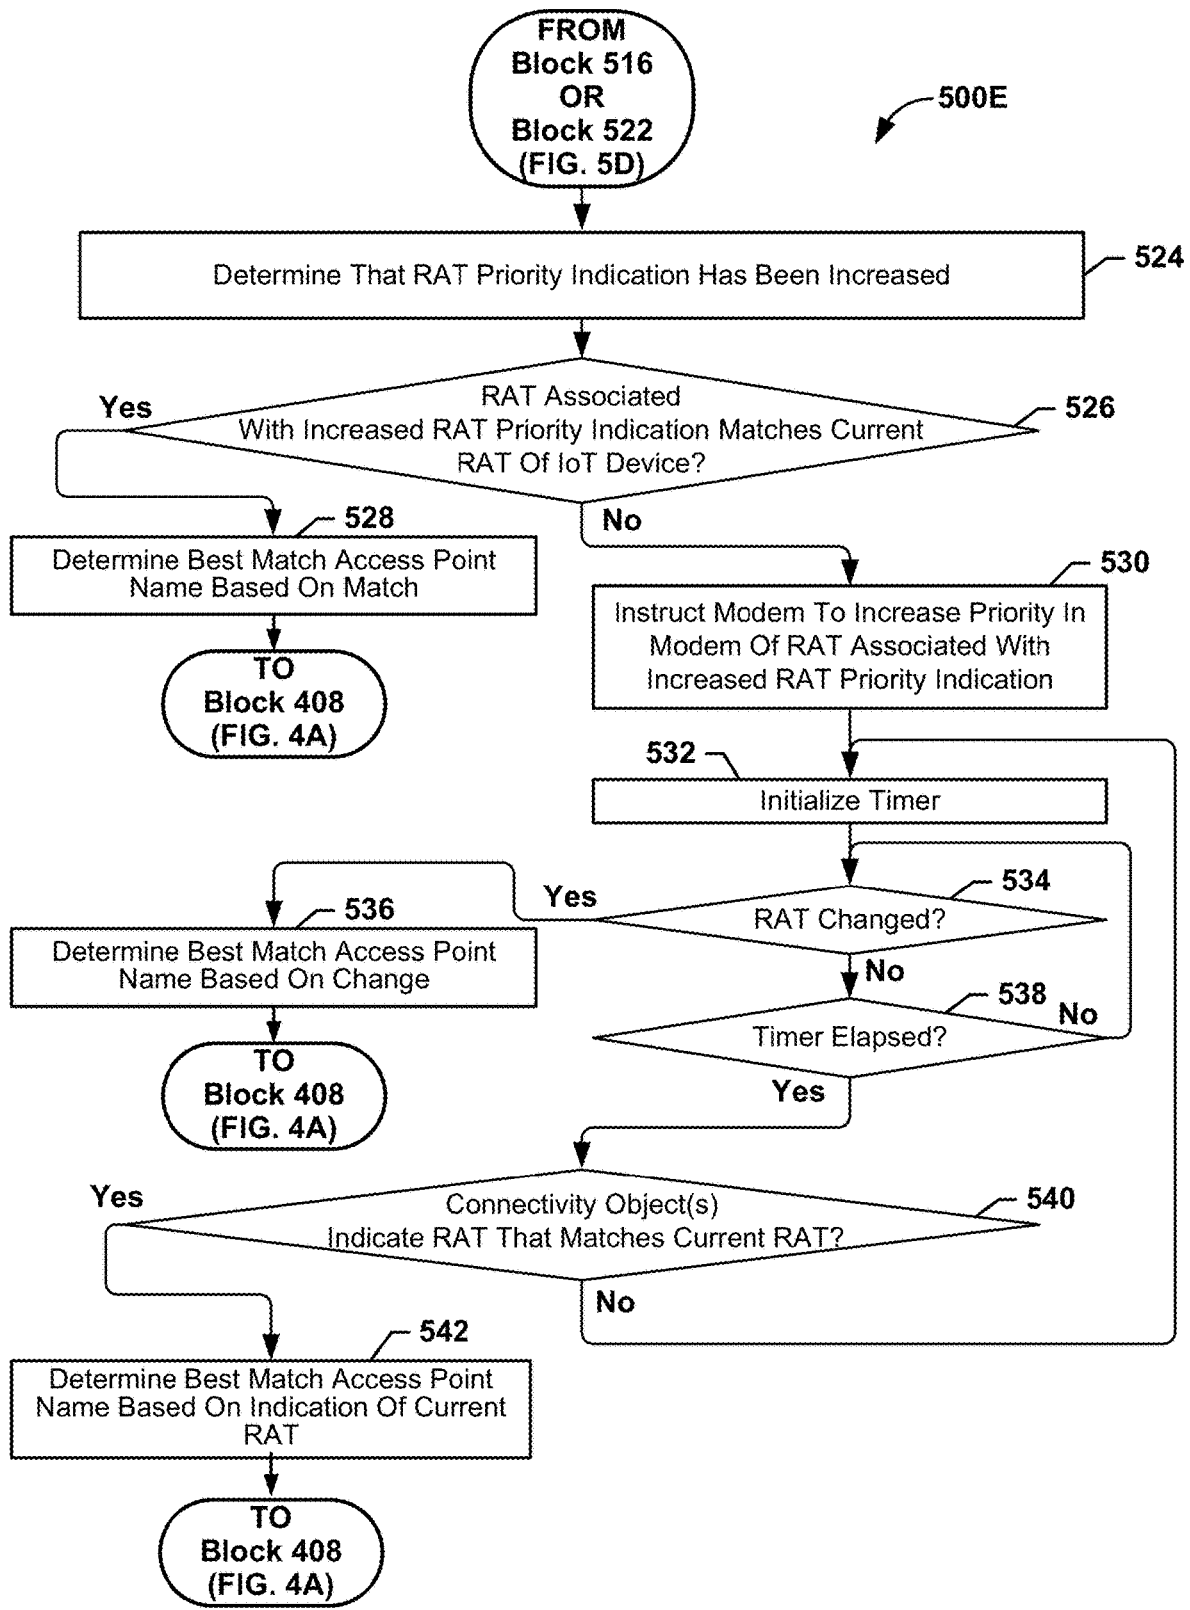 FROM
Block 516
OR
Block 522
(FIG. 5D)
500E
524
Determine That RAT Priority Indication Has Been Increased
526
RAT Associated
With Increased RAT Priority Indication Matches Current
RAT Of IoT Device?
Yes
No
528
Determine Best Match Access Point
Name Based On Match
TO
Block 408
(FIG. 4A)
530
Instruct Modem To Increase Priority In
Modem Of RAT Associated With
Increased RAT Priority Indication
532
Initialize Timer
534
RAT Changed?
Yes
No
536
Determine Best Match Access Point
Name Based On Change
TO
Block 408
(FIG. 4A)
538
Timer Elapsed?
No
Yes
540
Connectivity Object(s)
Indicate RAT That Matches Current RAT?
Yes
No
542
Determine Best Match Access Point
Name Based On Indication Of Current
RAT
TO
Block 408
(FIG. 4A)